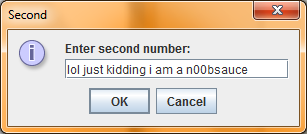 Second
Enter second number:
lol just kidding i am a n00bsauce
OK Cancel